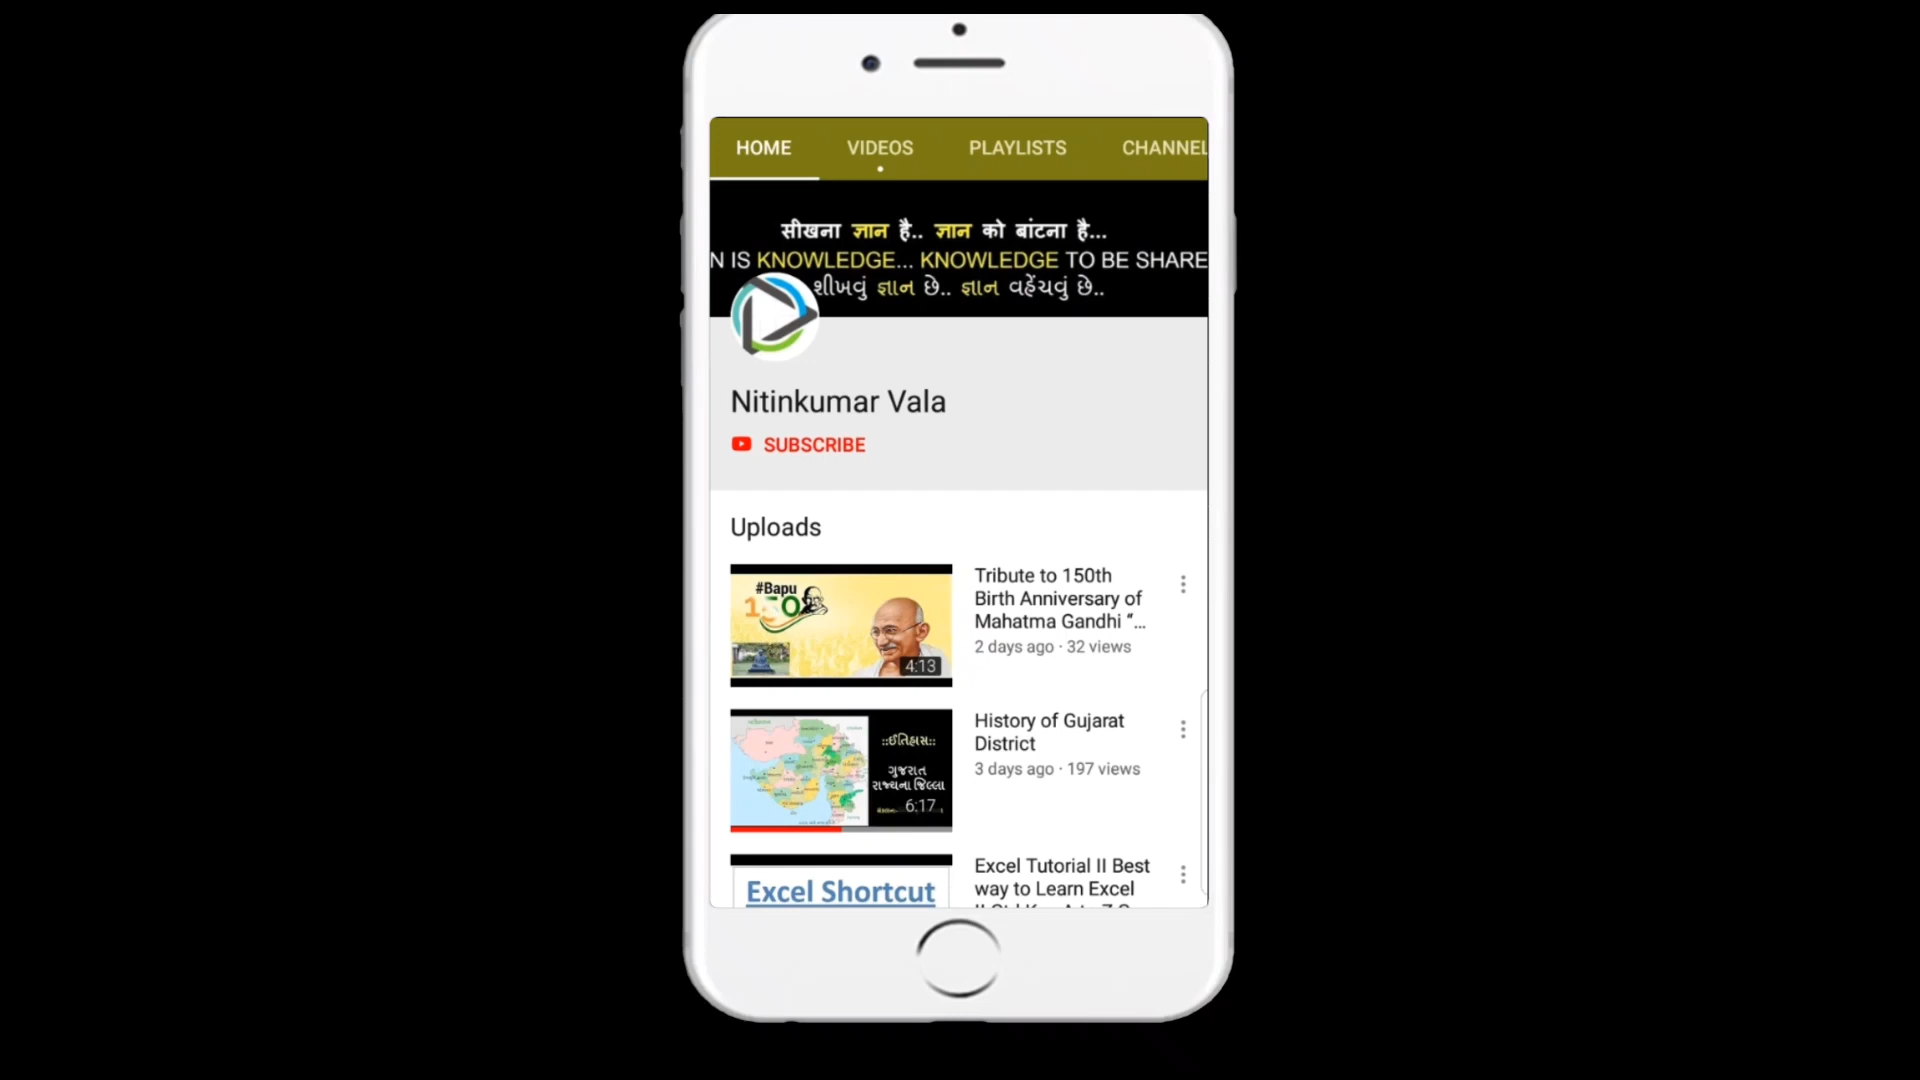 HOME VIDEOS PLAYLISTS CHANNEL
सीखना ज्ञान है.. ज्ञान को बांटना है...
N IS KNOWLEDGE... KNOWLEDGE TO BE SHARE
શીખવું જ્ઞાન છે.. જ્ઞાન વહેંચવું છે..
Nitinkumar Vala
SUBSCRIBE
Uploads
#Bapu
150
4:13
Tribute to 150th
Birth Anniversary of
Mahatma Gandhi “...
2 days ago · 32 views
::ઈતિહાસ::
ગુજરાત
રાજ્યના જિલ્લા
6:17
History of Gujarat
District
3 days ago · 197 views
Excel Shortcut
Excel Tutorial II Best
way to Learn Excel